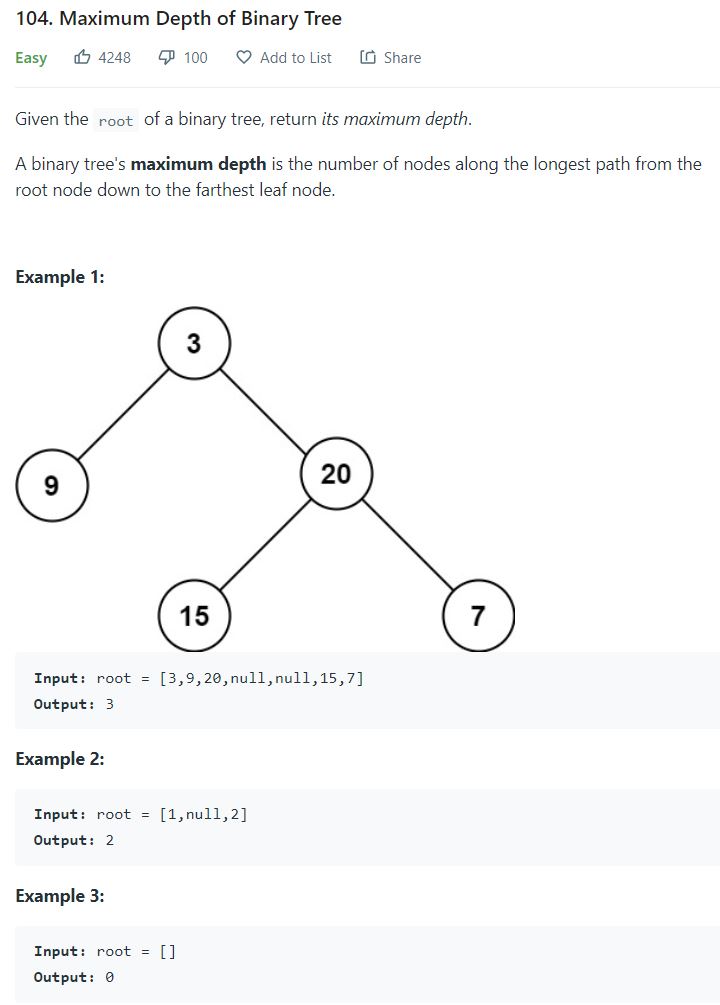 104. Maximum Depth of Binary Tree
Easy 4248 100 Add to List Share
Given the root of a binary tree, return its maximum depth.
A binary tree's maximum depth is the number of nodes along the longest path from the
root node down to the farthest leaf node.
Example 1:
3
9
20
15
7
Input: root = [3,9,20,null,null,15,7]
Output: 3
Example 2:
Input: root = [1,null,2]
Output: 2
Example 3:
Input: root = []
Output: 0